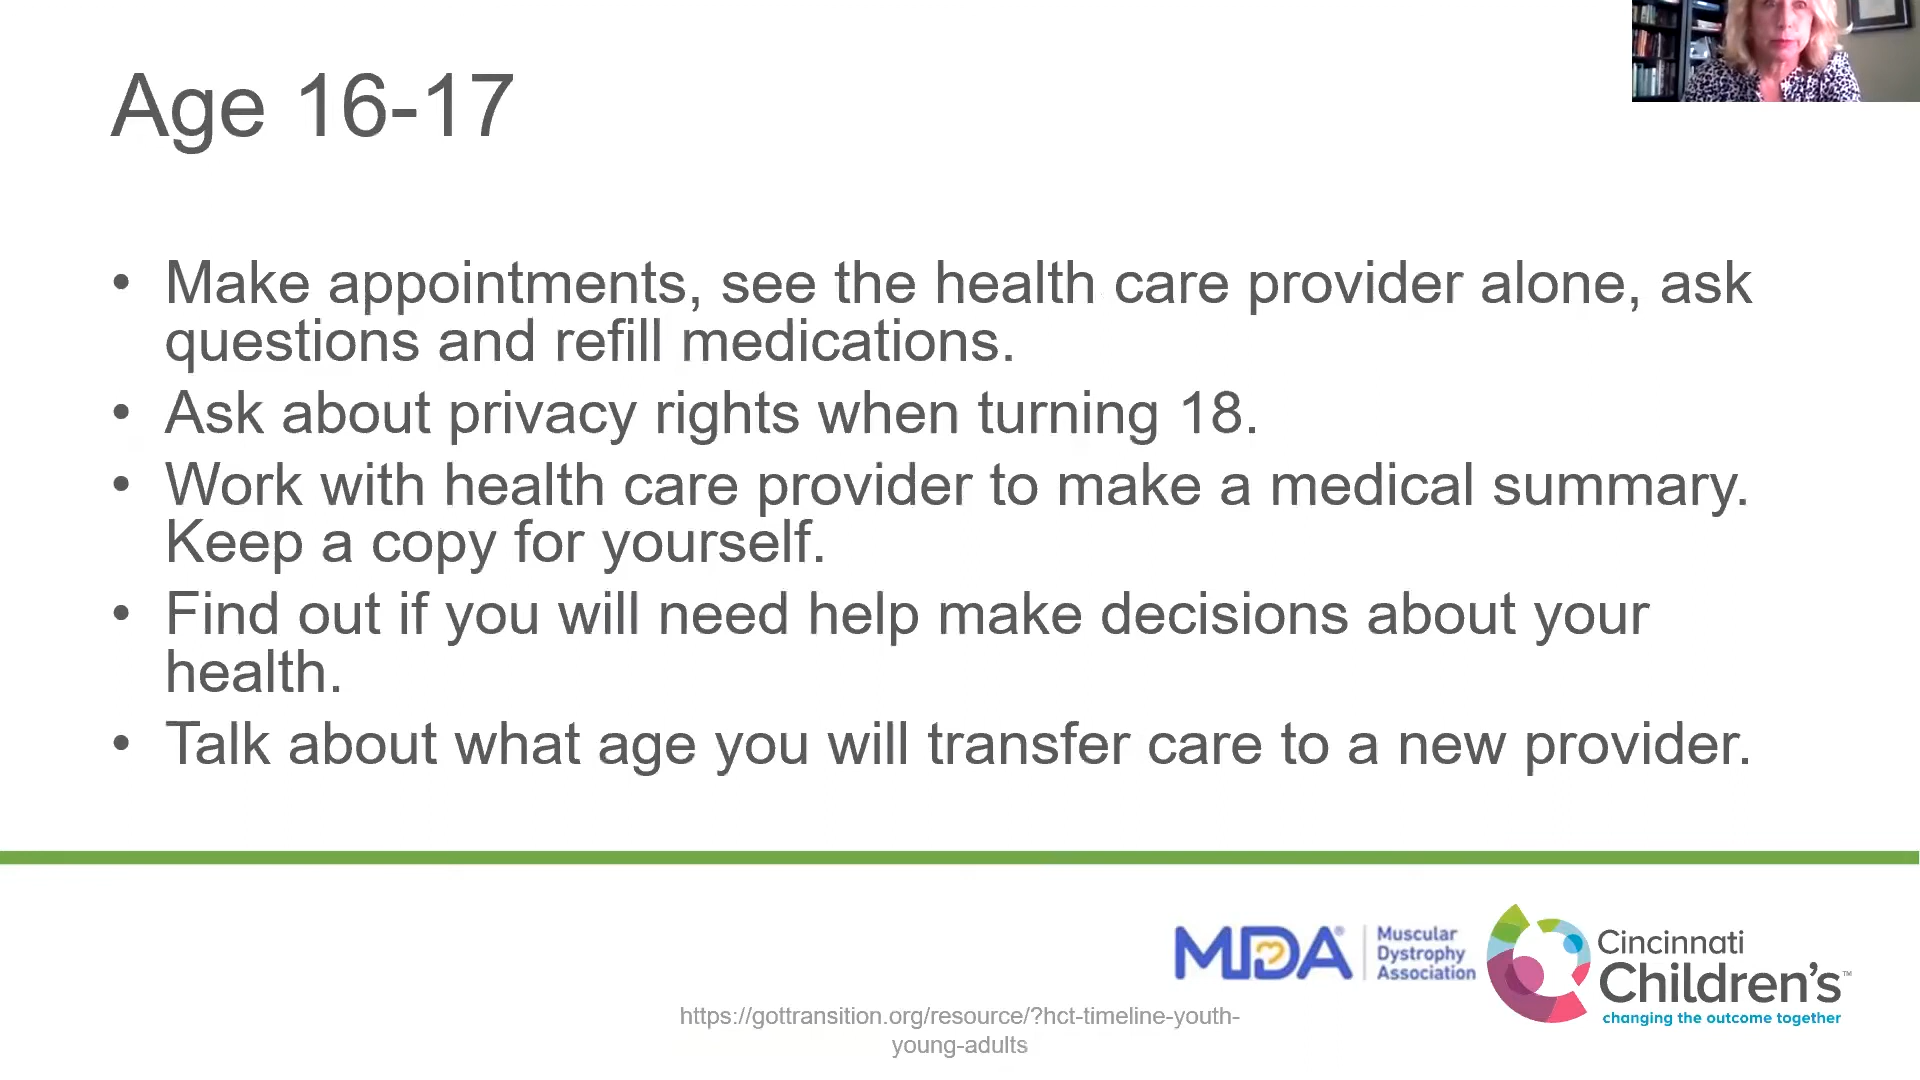 Age 16-17
• Make appointments, see the health care provider alone, ask
questions and refill medications.
• Ask about privacy rights when turning 18.
• Work with health care provider to make a medical summary.
Keep a copy for yourself.
• Find out if you will need help make decisions about your
health.
• Talk about what age you will transfer care to a new provider.
MDA®
Muscular
Dystrophy
Association
Cincinnati
Children's™
changing the outcome together
https://gottransition.org/resource/?hct-timeline-youth-
young-adults